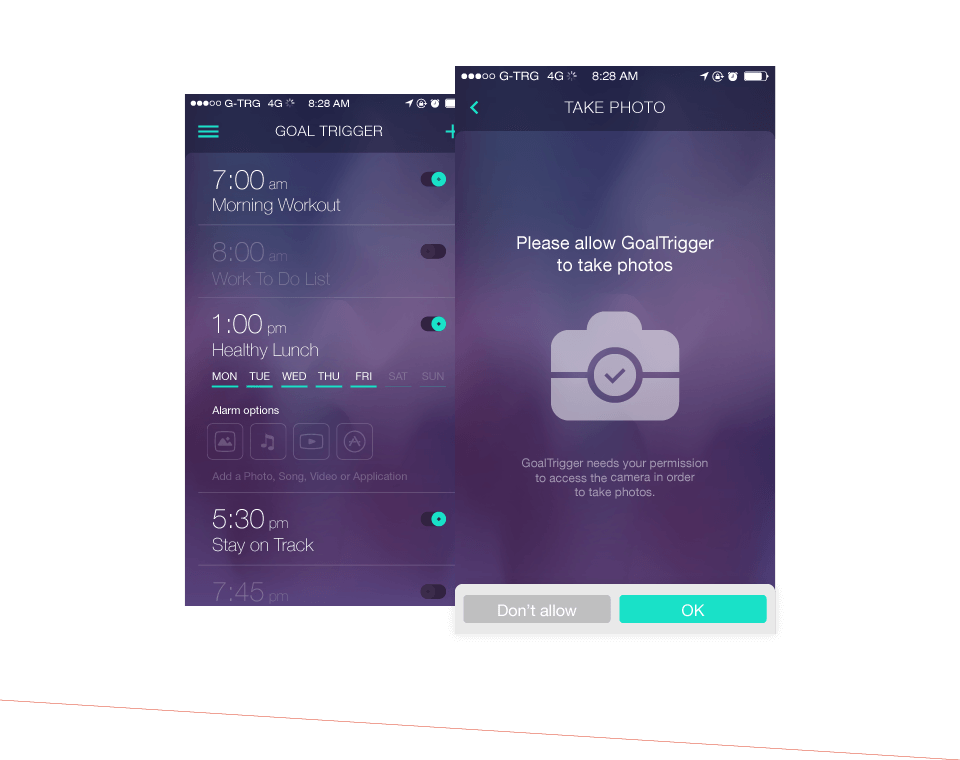 G-TRG 4G 8:28 AM
GOAL TRIGGER
7:00 am
Morning Workout
8:00 am
Work To Do List
1:00 pm
Healthy Lunch
MON TUE WED THU FRI SAT SUN
Alarm options
Add a Photo, Song, Video or Application
5:30 pm
Stay on Track
7:45 pm
G-TRG 4G 8:28 AM
TAKE PHOTO
Please allow GoalTrigger
to take photos
GoalTrigger needs your permission
to access the camera in order
to take photos.
Don't allow
OK